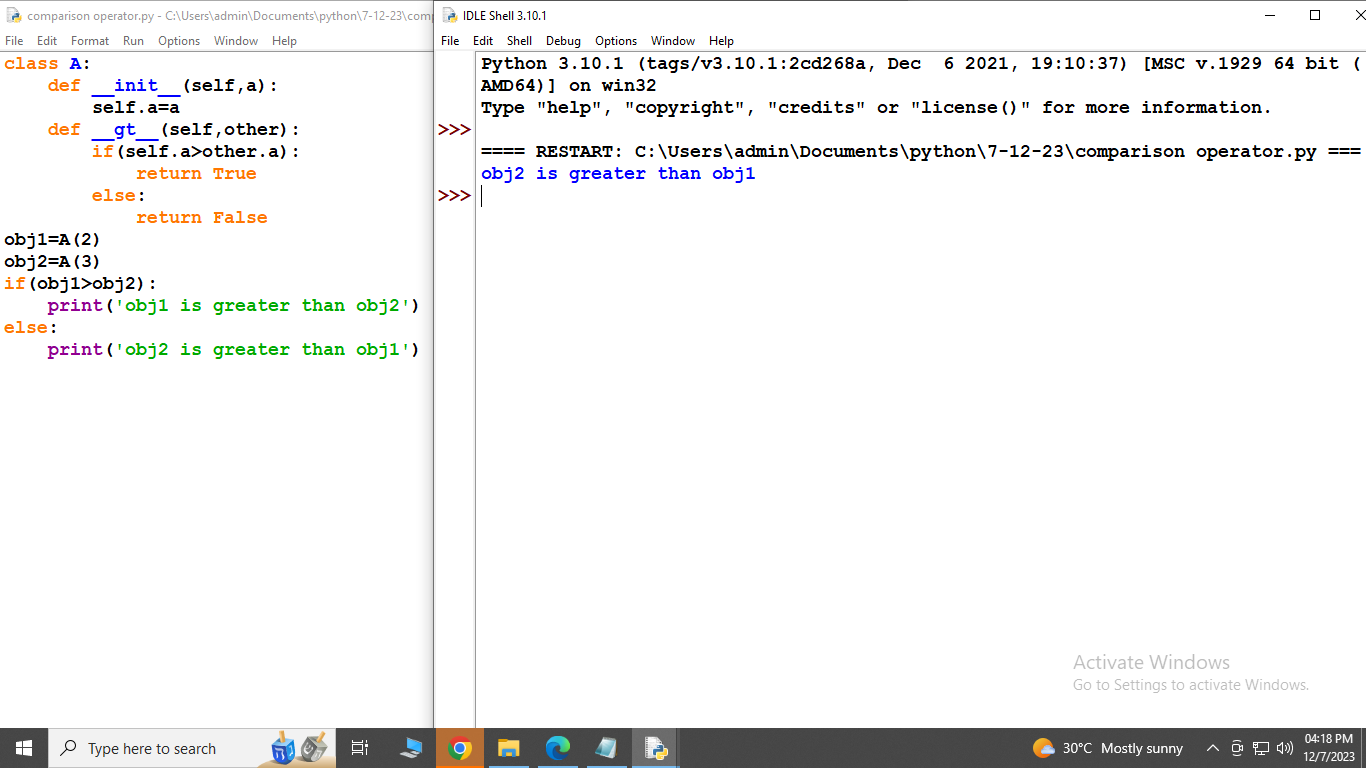 comparison operator.py - C:\Users\admin\Documents\python\7-12-23\comp
File Edit Format Run Options Window Help
class A:
    def __init__(self,a):
        self.a=a
    def __gt__(self,other):
        if(self.a>other.a):
            return True
        else:
            return False
obj1=A(2)
obj2=A(3)
if(obj1>obj2):
    print('obj1 is greater than obj2')
else:
    print('obj2 is greater than obj1')
IDLE Shell 3.10.1
File Edit Shell Debug Options Window Help
Python 3.10.1 (tags/v3.10.1:2cd268a, Dec  6 2021, 19:10:37) [MSC v.1929 64 bit (
AMD64)] on win32
Type "help", "copyright", "credits" or "license()" for more information.
>>>
==== RESTART: C:\Users\admin\Documents\python\7-12-23\comparison operator.py ===
obj2 is greater than obj1
>>>
Activate Windows
Go to Settings to activate Windows.
Type here to search
30°C Mostly sunny
04:18 PM
12/7/2023